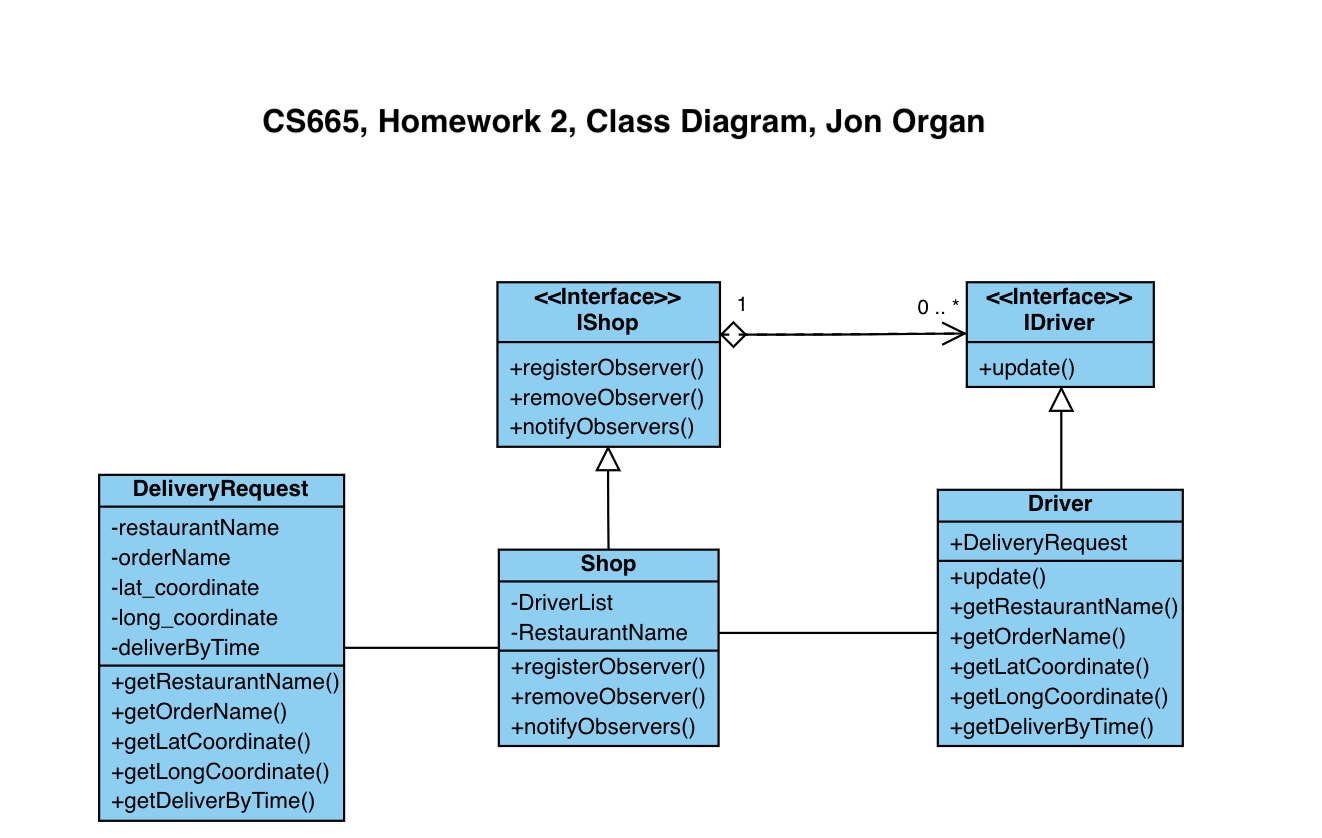 CS665, Homework 2, Class Diagram, Jon Organ
<<Interface>>
IShop
+registerObserver()
+removeObserver()
+notifyObservers()
1
0 .. *
<<Interface>>
IDriver
+update()
DeliveryRequest
-restaurantName
-orderName
-lat_coordinate
-long_coordinate
-deliverByTime
+getRestaurantName()
+getOrderName()
+getLatCoordinate()
+getLongCoordinate()
+getDeliverByTime()
Shop
-DriverList
-RestaurantName
+registerObserver()
+removeObserver()
+notifyObservers()
Driver
+DeliveryRequest
+update()
+getRestaurantName()
+getOrderName()
+getLatCoordinate()
+getLongCoordinate()
+getDeliverByTime()